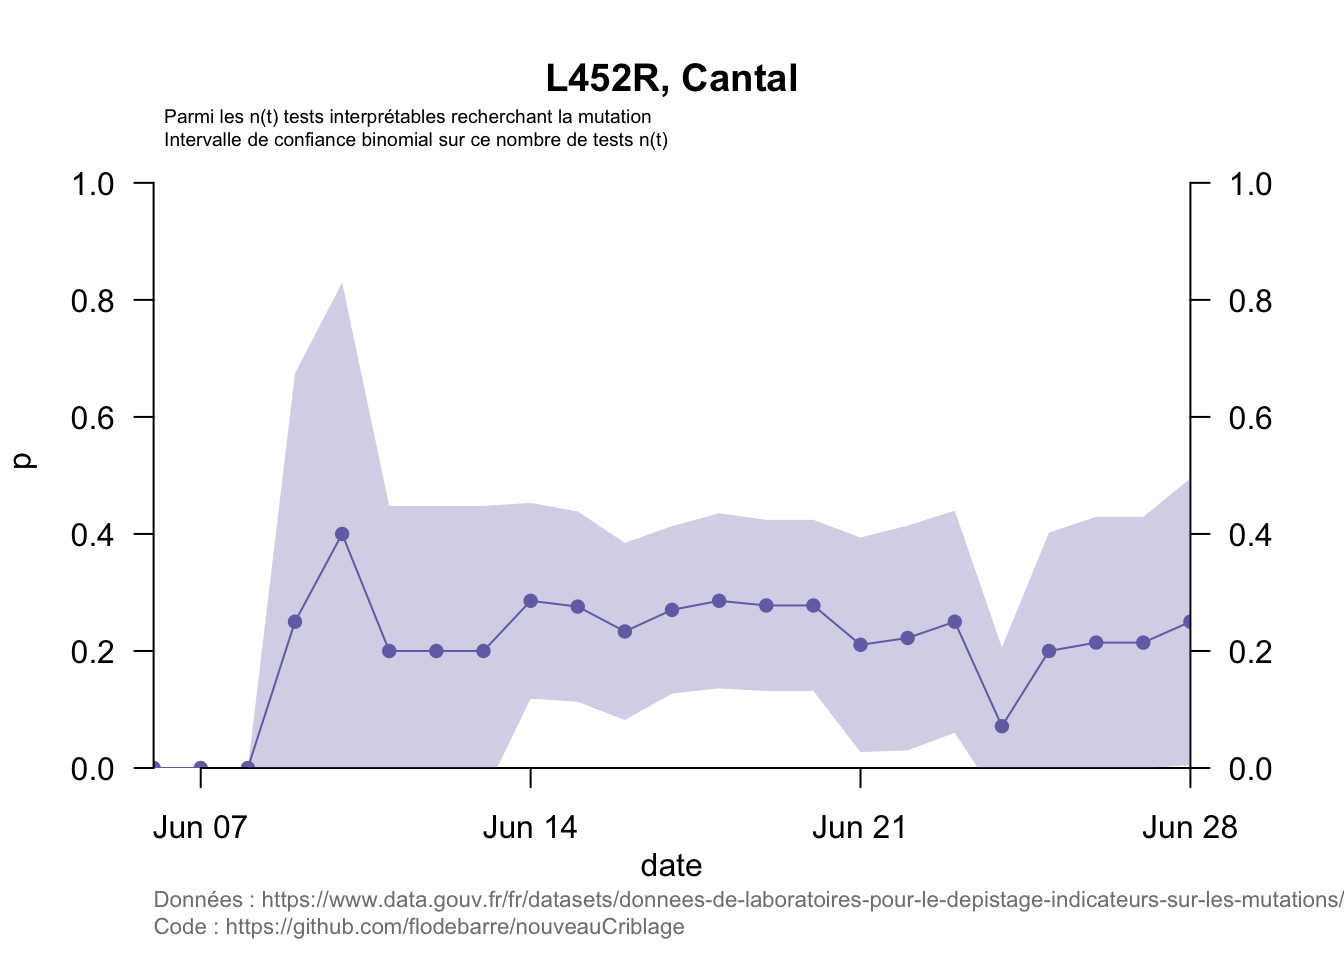 L452R, Cantal
Parmi les n(t) tests interprétables recherchant la mutation
Intervalle de confiance binomial sur ce nombre de tests n(t)
1.0 1.0
0.8 0.8
0.6 0.6
p
0.4 0.4
0.2 0.2
0.0 0.0
Jun 07 Jun 14 Jun 21 Jun 28
date
Données : https://www.data.gouv.fr/fr/datasets/donnees-de-laboratoires-pour-le-depistage-indicateurs-sur-les-mutations/
Code : https://github.com/flodebarre/nouveauCriblage